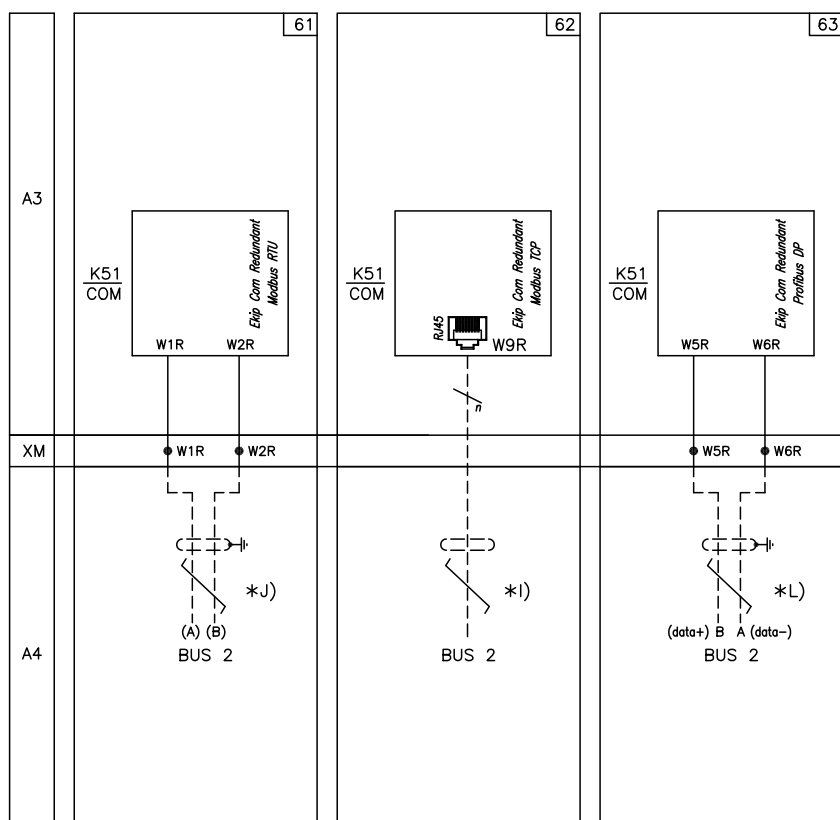 61
62
63
A3
K51
COM
Ekip Com Redundant
Modbus RTU
W1R
W2R
K51
COM
Ekip Com Redundant
Modbus TCP
RJ45
W9R
n
K51
COM
Ekip Com Redundant
Profibus DP
W5R
W6R
XM
W1R
W2R
W5R
W6R
A4
*J)
(A) (B)
BUS 2
*I)
BUS 2
*L)
(data+) B A (data-)
BUS 2